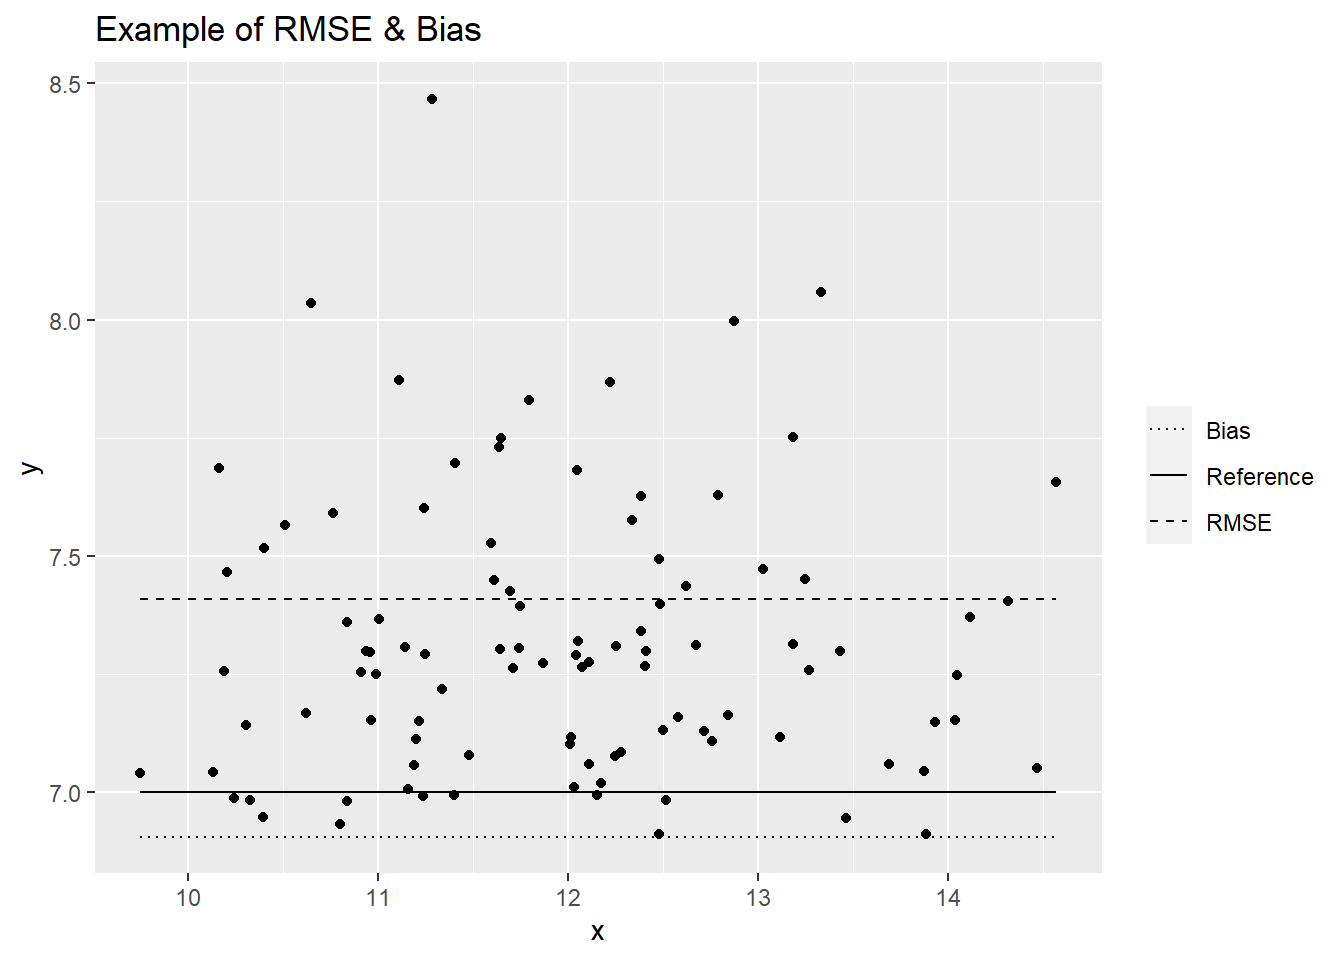 Example of RMSE & Bias
8.5
8.0
7.5
7.0
y
10 11 12 13 14
x
Bias
Reference
RMSE